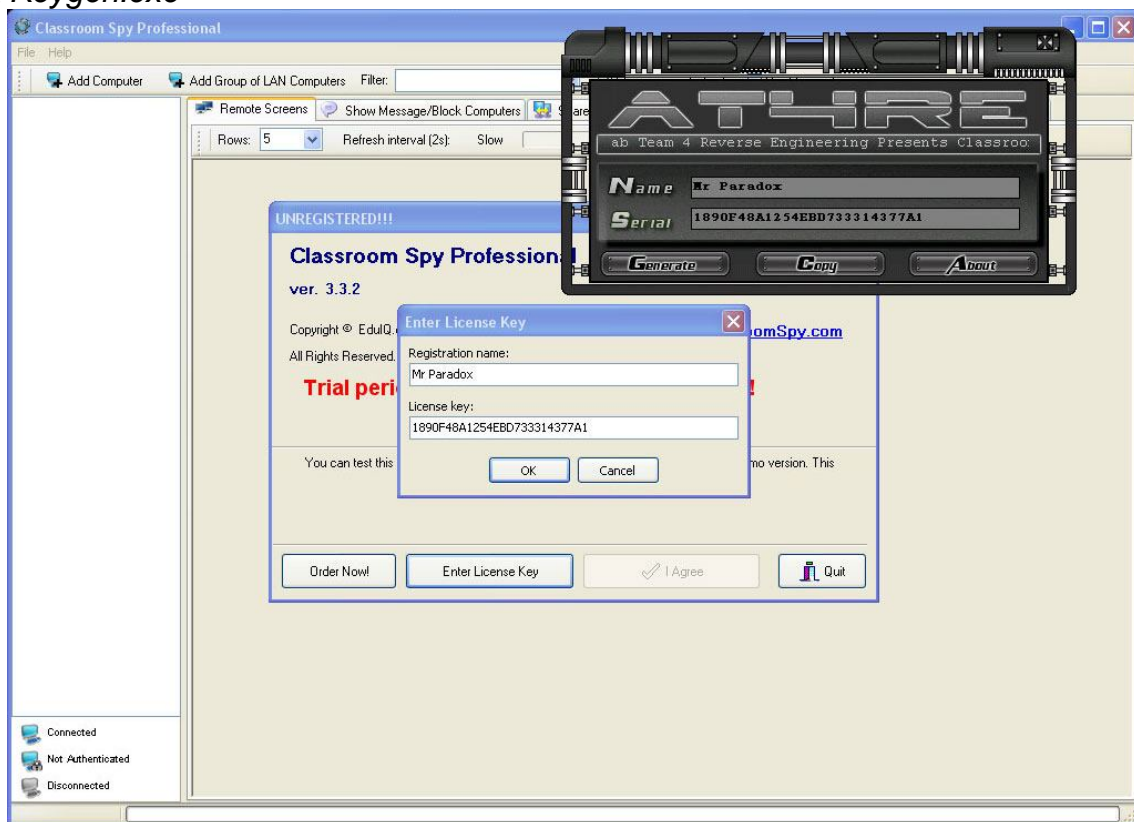 Classroom Spy Professional
File Help
Add Computer Add Group of LAN Computers Filter:
Remote Screens Show Message/Block Computers
Rows: 5 Refresh interval (2s): Slow
AT4RE
ab Team 4 Reverse Engineering Presents Classroo
Name Mr Paradox
Serial 1890F48A1254EBD733314377A1
Generate Copy About
UNREGISTERED!!!
Classroom Spy Profession
ver. 3.3.2
Copyright © EduIQ. omSpy.com
All Rights Reserved.
Trial peri !
Enter License Key
Registration name:
Mr Paradox
License key:
1890F48A1254EBD733314377A1
OK Cancel
You can test this mo version. This
Order Now! Enter License Key I Agree Quit
Connected
Not Authenticated
Disconnected